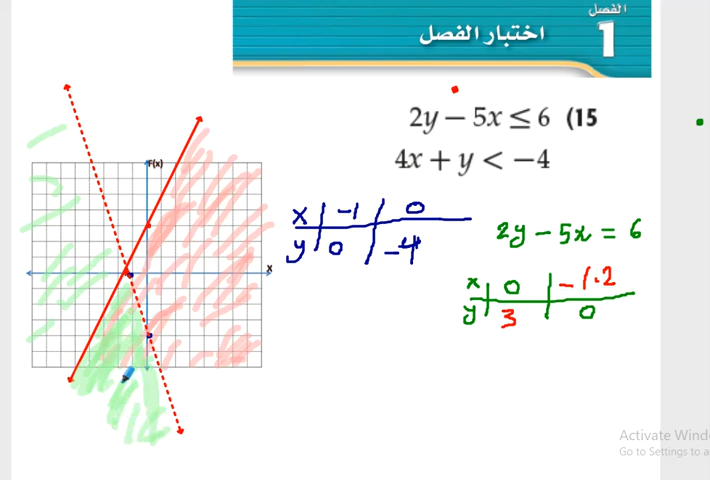 الفصل
1
اختبار الفصل
2y − 5x ≤ 6 (15
4x + y < −4
x -1 0
y 0 -4
2y - 5x = 6
x 0 -1.2
y 3 0
F(x)
x
Activate Wind
Go to Settings to a